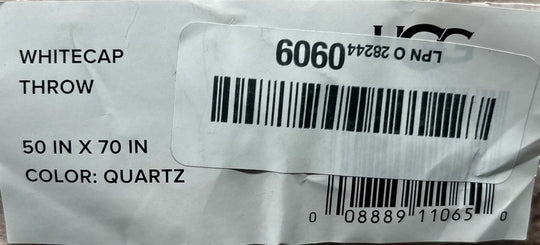 WHITECAP
THROW
50 IN X 70 IN
COLOR: QUARTZ
LPN O 28244 0909
0 08889 11065 0